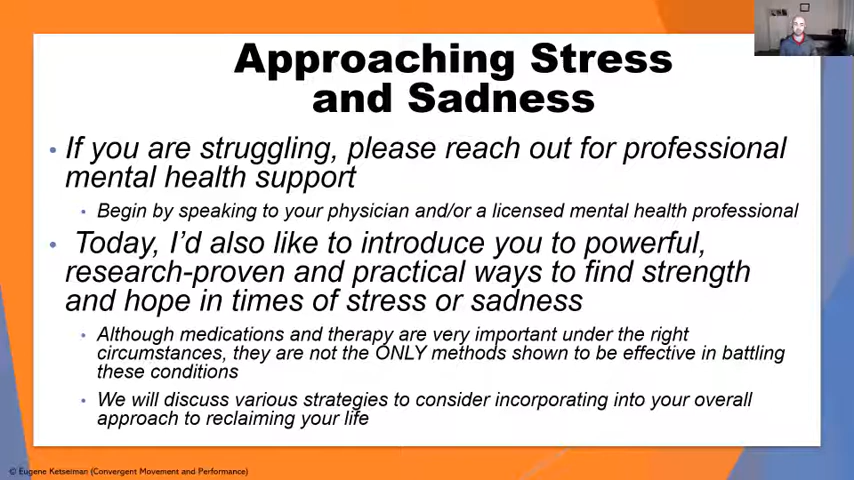 Approaching Stress
and Sadness
• If you are struggling, please reach out for professional
mental health support
• Begin by speaking to your physician and/or a licensed mental health professional
• Today, I'd also like to introduce you to powerful,
research-proven and practical ways to find strength
and hope in times of stress or sadness
• Although medications and therapy are very important under the right
circumstances, they are not the ONLY methods shown to be effective in battling
these conditions
• We will discuss various strategies to consider incorporating into your overall
approach to reclaiming your life
© Eugene Ketselman (Convergent Movement and Performance)